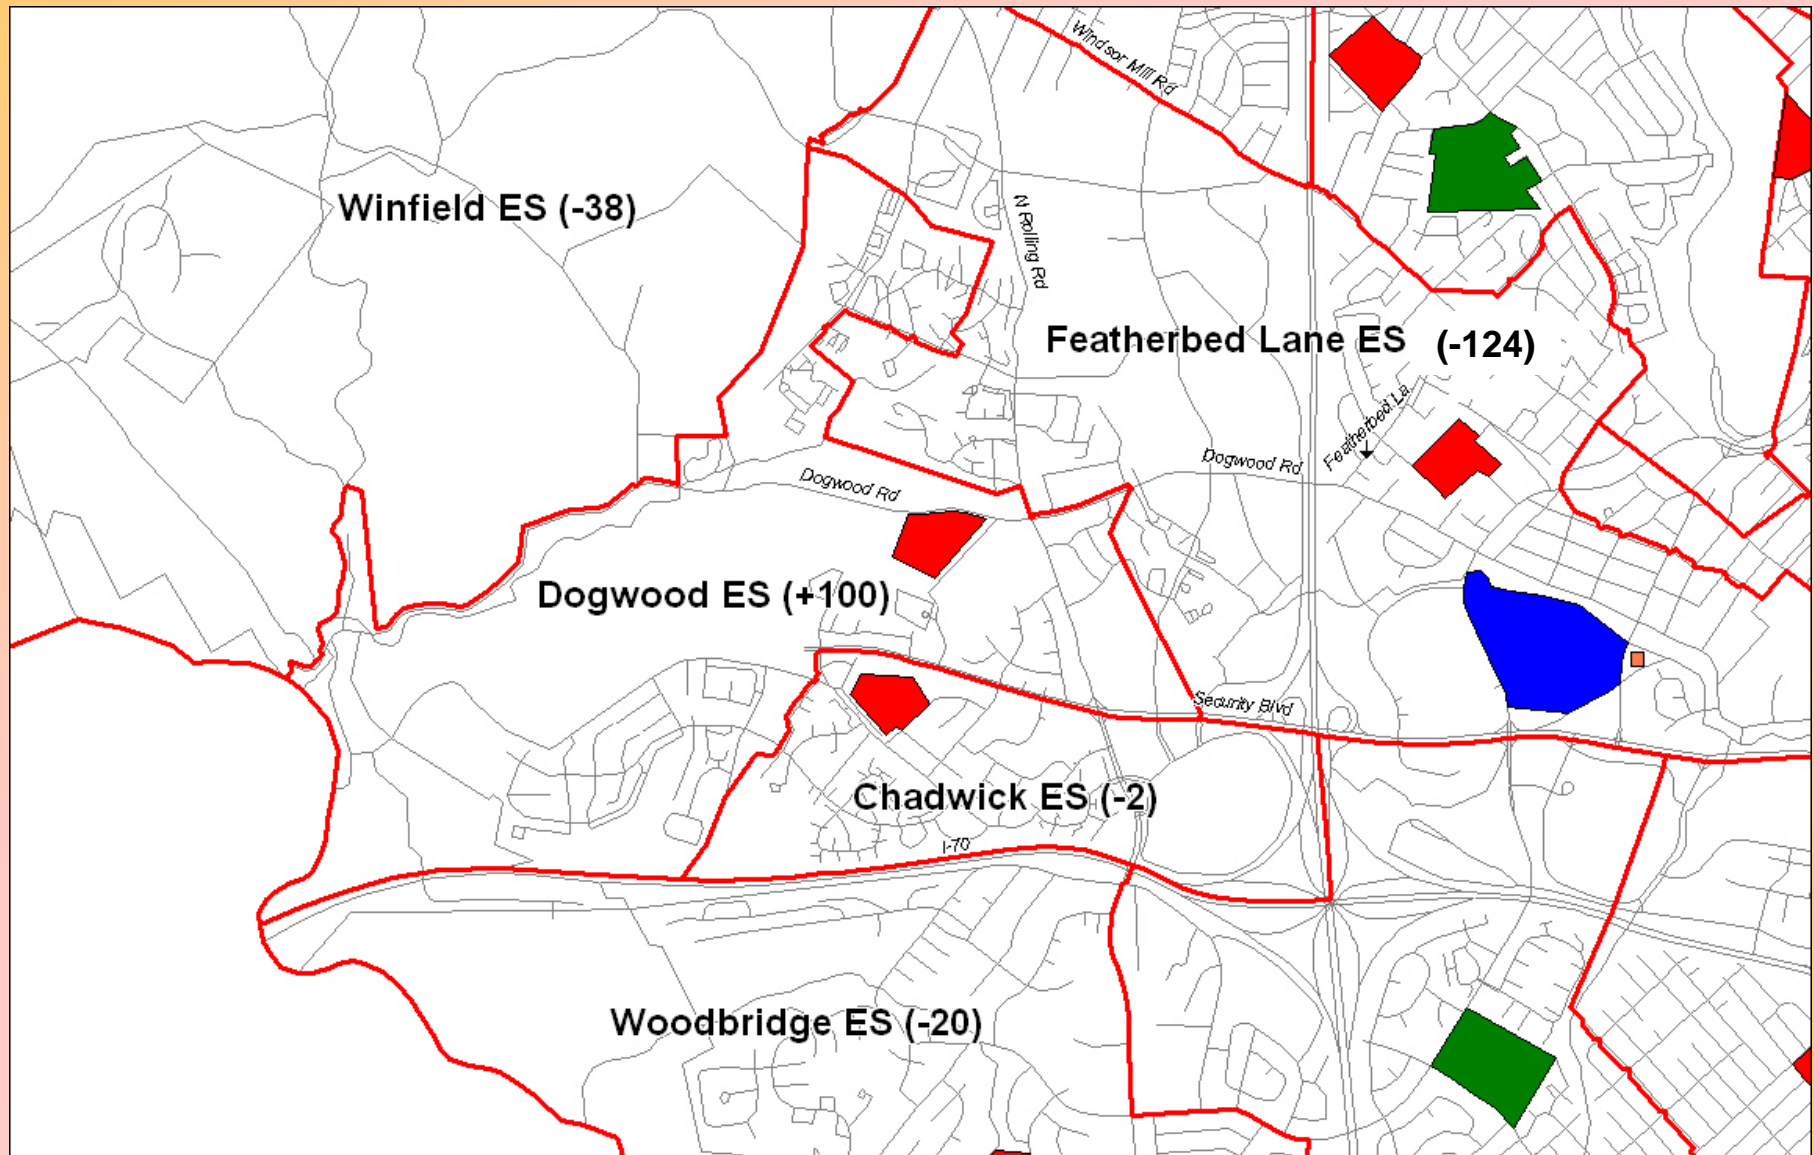 Windsor Mill Rd
Winfield ES (-38)
N Rolling Rd
Featherbed Lane ES (-124)
Featherbed La
Dogwood Rd
Dogwood Rd
Dogwood ES (+100)
Security Blvd
Chadwick ES (-2)
I-70
Woodbridge ES (-20)